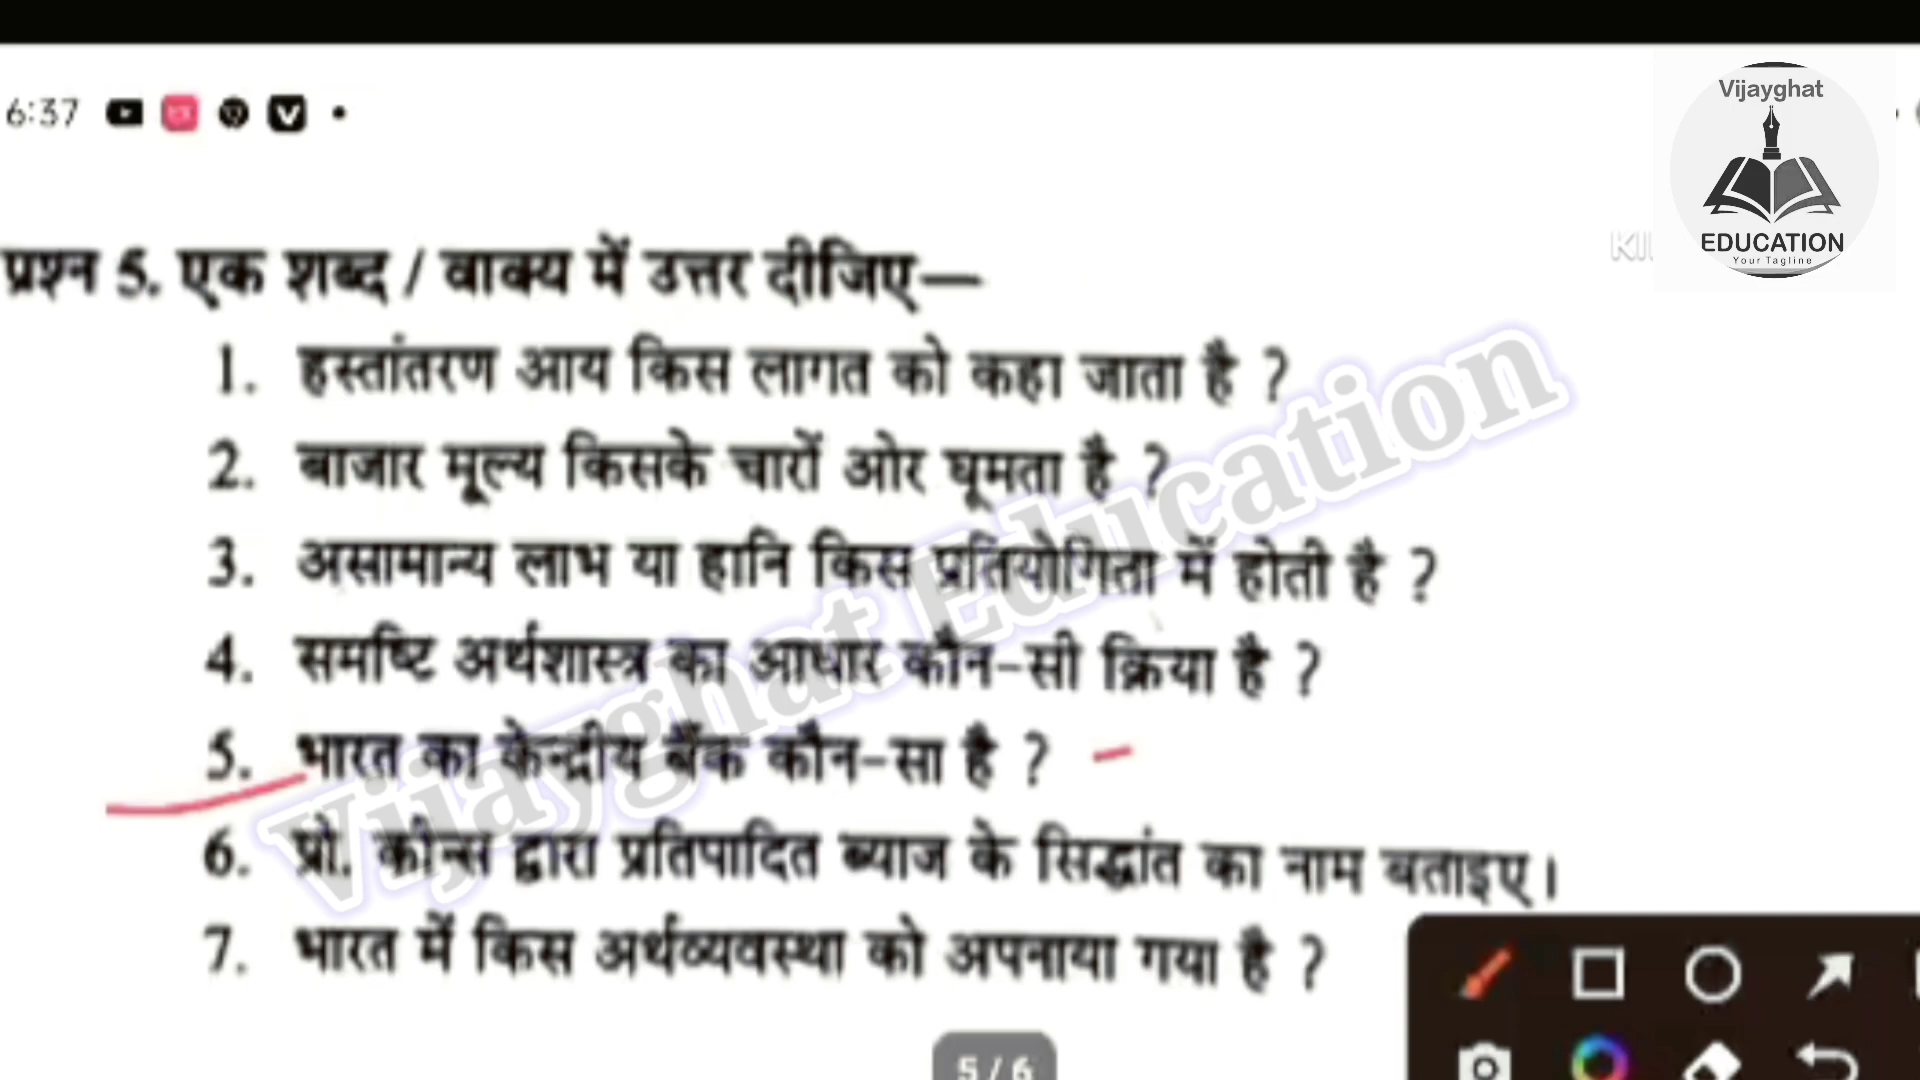 6:37
Vijayghat
EDUCATION
Your Tagline
प्रश्न 5. एक शब्द / वाक्य में उत्तर दीजिए—
1. हस्तांतरण आय किस लागत को कहा जाता है ?
2. बाजार मूल्य किसके चारों ओर घूमता है ?
3. असामान्य लाभ या हानि किस प्रतियोगिता में होती है ?
4. समष्टि अर्थशास्त्र का आधार कौन-सी क्रिया है ?
5. भारत का केन्द्रीय बैंक कौन-सा है ?
6. प्रो. कीन्स द्वारा प्रतिपादित ब्याज के सिद्धांत का नाम बताइए।
7. भारत में किस अर्थव्यवस्था को अपनाया गया है ?
Vijayghat Education
5 / 6